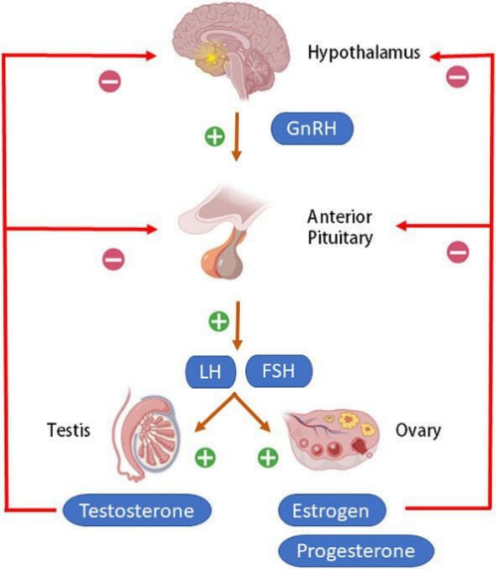 Hypothalamus
GnRH
Anterior
Pituitary
LH
FSH
Testis
Ovary
Testosterone
Estrogen
Progesterone